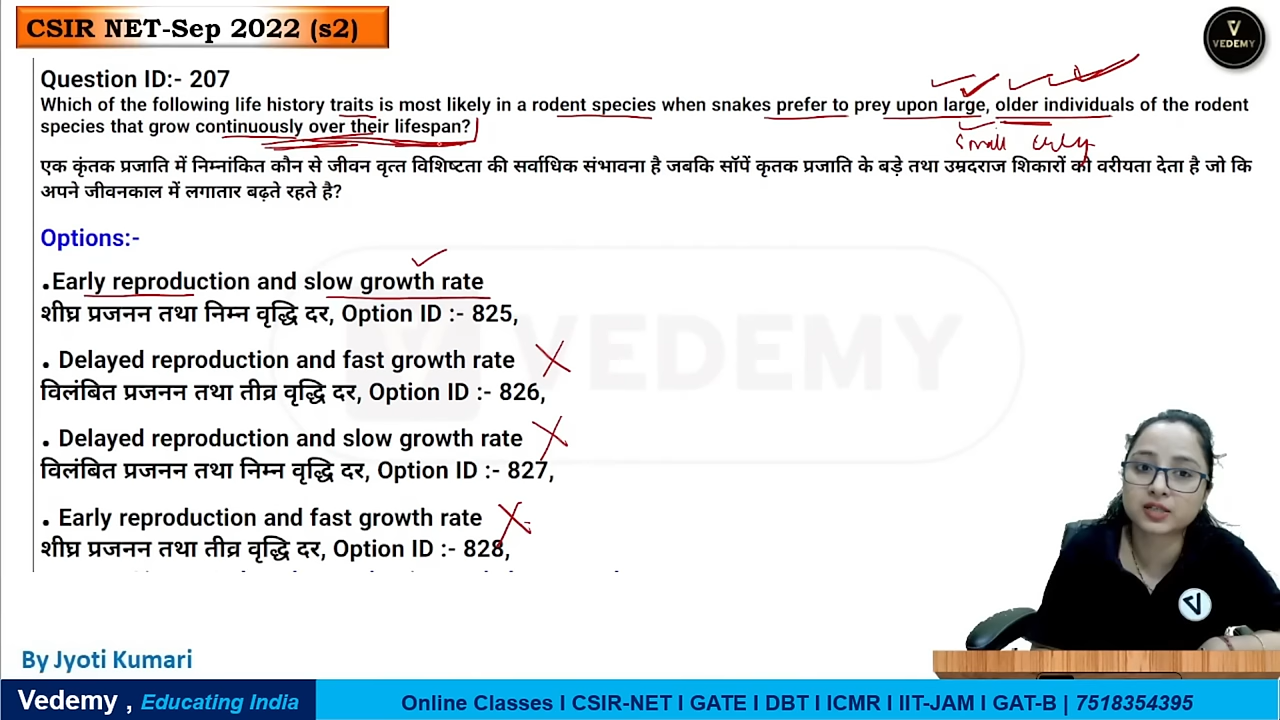 CSIR NET-Sep 2022 (s2)
VEDEMY
Question ID:- 207
Which of the following life history traits is most likely in a rodent species when snakes prefer to prey upon large, older individuals of the rodent
species that grow continuously over their lifespan?
small early
एक कृंतक प्रजाति में निम्नांकित कौन से जीवन वृत्त विशिष्टता की सर्वाधिक संभावना है जबकि सॉपें कृतक प्रजाति के बड़े तथा उम्रदराज शिकारों को वरीयता देता है जो कि
अपने जीवनकाल में लगातार बढ़ते रहते है?
Options:-
.Early reproduction and slow growth rate
शीघ्र प्रजनन तथा निम्न वृद्धि दर, Option ID :- 825,
. Delayed reproduction and fast growth rate
विलंबित प्रजनन तथा तीव्र वृद्धि दर, Option ID :- 826,
. Delayed reproduction and slow growth rate
विलंबित प्रजनन तथा निम्न वृद्धि दर, Option ID :- 827,
. Early reproduction and fast growth rate
शीघ्र प्रजनन तथा तीव्र वृद्धि दर, Option ID :- 828,
VEDEMY
By Jyoti Kumari
Vedemy , Educating India
Online Classes I CSIR-NET I GATE I DBT I ICMR I IIT-JAM I GAT-B | 7518354395